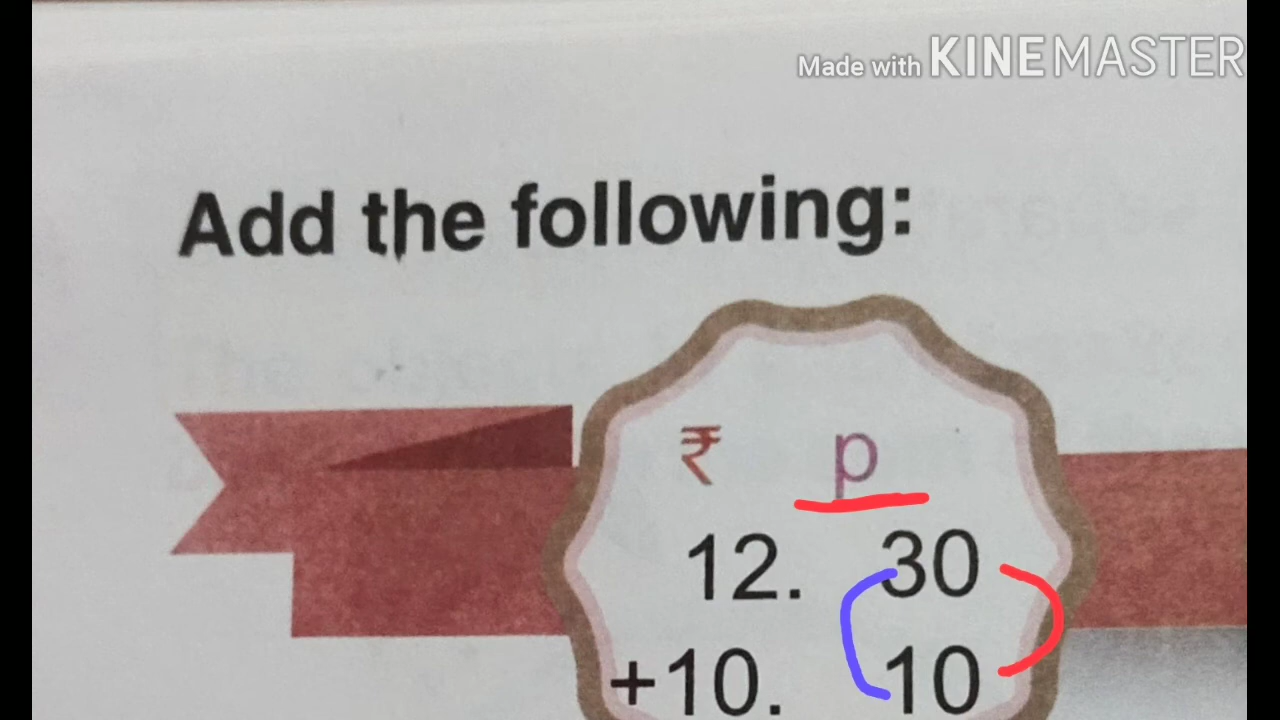 Made with KINEMASTER
Add the following:
₹ p
12. 30
+10. 10